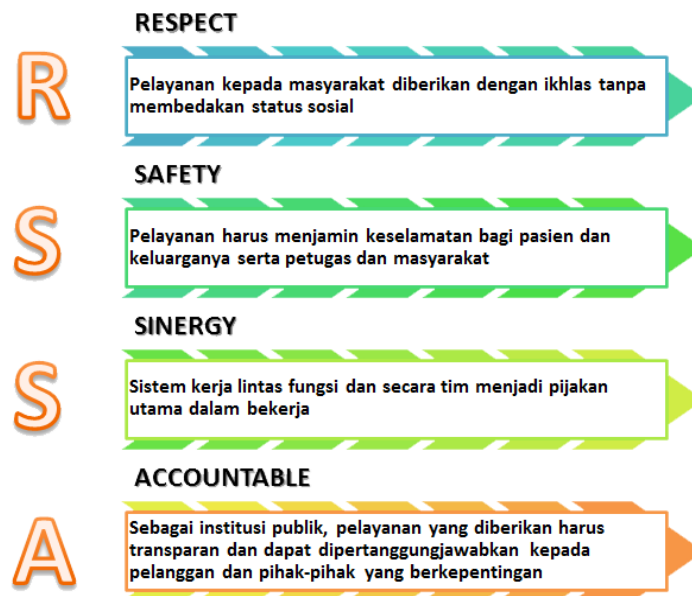 R
RESPECT
Pelayanan kepada masyarakat diberikan dengan ikhlas tanpa
membedakan status sosial
S
SAFETY
Pelayanan harus menjamin keselamatan bagi pasien dan
keluarganya serta petugas dan masyarakat
S
SINERGY
Sistem kerja lintas fungsi dan secara tim menjadi pijakan
utama dalam bekerja
A
ACCOUNTABLE
Sebagai institusi publik, pelayanan yang diberikan harus
transparan dan dapat dipertanggungjawabkan kepada
pelanggan dan pihak-pihak yang berkepentingan